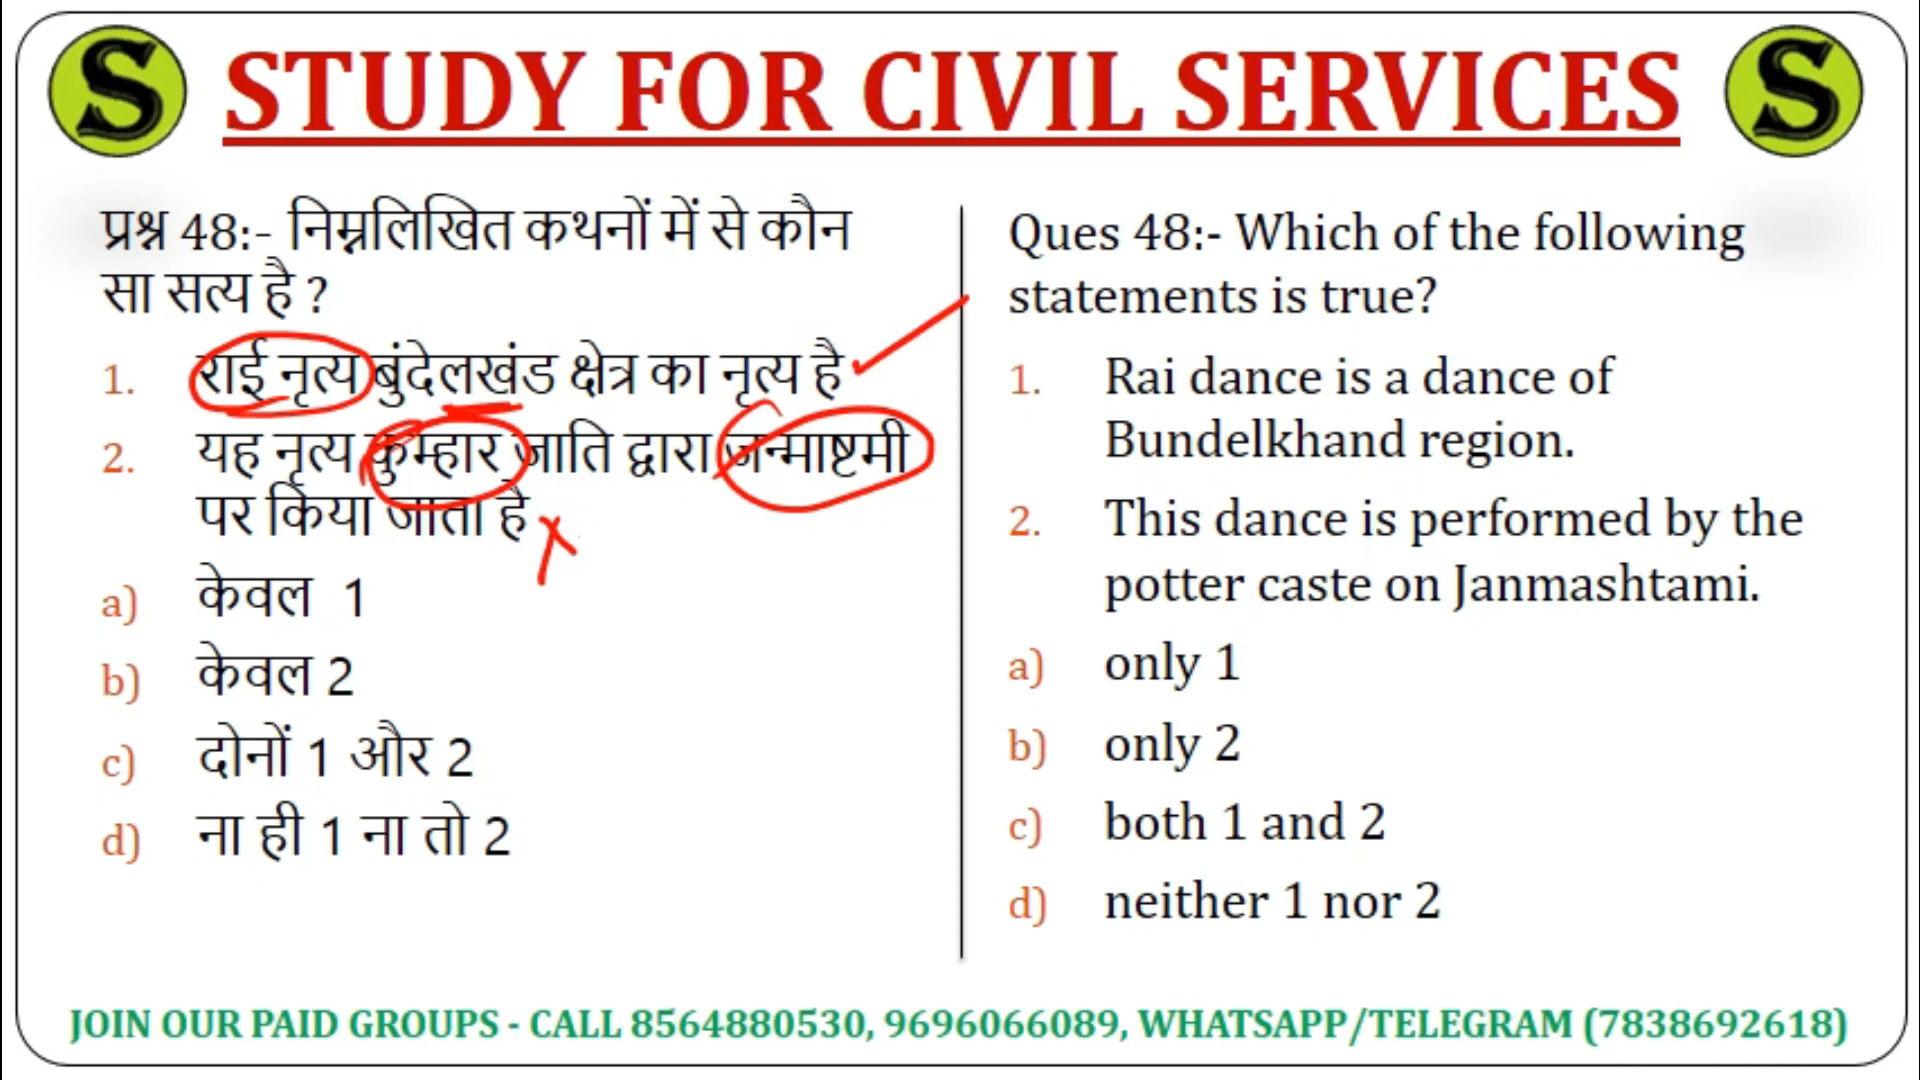 S STUDY FOR CIVIL SERVICES S
प्रश्न 48:- निम्नलिखित कथनों में से कौन
सा सत्य है ?
1. राई नृत्य बुंदेलखंड क्षेत्र का नृत्य है
2. यह नृत्य कुम्हार जाति द्वारा जन्माष्टमी
पर किया जाता है
a) केवल 1
b) केवल 2
c) दोनों 1 और 2
d) ना ही 1 ना तो 2
Ques 48:- Which of the following
statements is true?
1. Rai dance is a dance of
Bundelkhand region.
2. This dance is performed by the
potter caste on Janmashtami.
a) only 1
b) only 2
c) both 1 and 2
d) neither 1 nor 2
JOIN OUR PAID GROUPS - CALL 8564880530, 9696066089, WHATSAPP/TELEGRAM (7838692618)